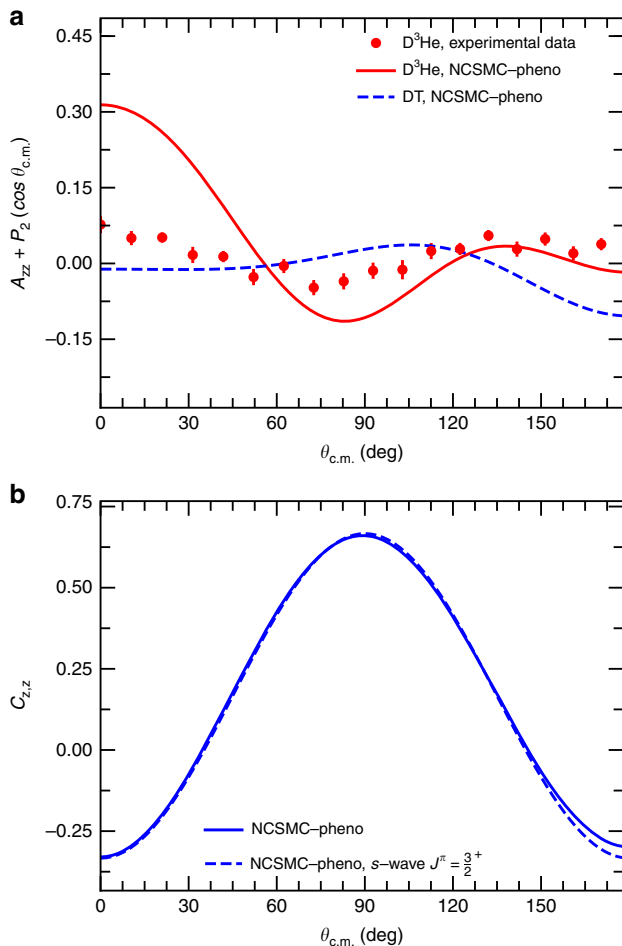 a
0.45
0.30
0.15
0.00
−0.15
A_zz + P_2 (cos θ_c.m.)
D³He, experimental data
D³He, NCSMC–pheno
DT, NCSMC–pheno
0 30 60 90 120 150
θ_c.m. (deg)
b
0.75
0.50
0.25
0.00
−0.25
C_z,z
NCSMC–pheno
NCSMC–pheno, s–wave J^π = 3/2 ^+
0 30 60 90 120 150
θ_c.m. (deg)